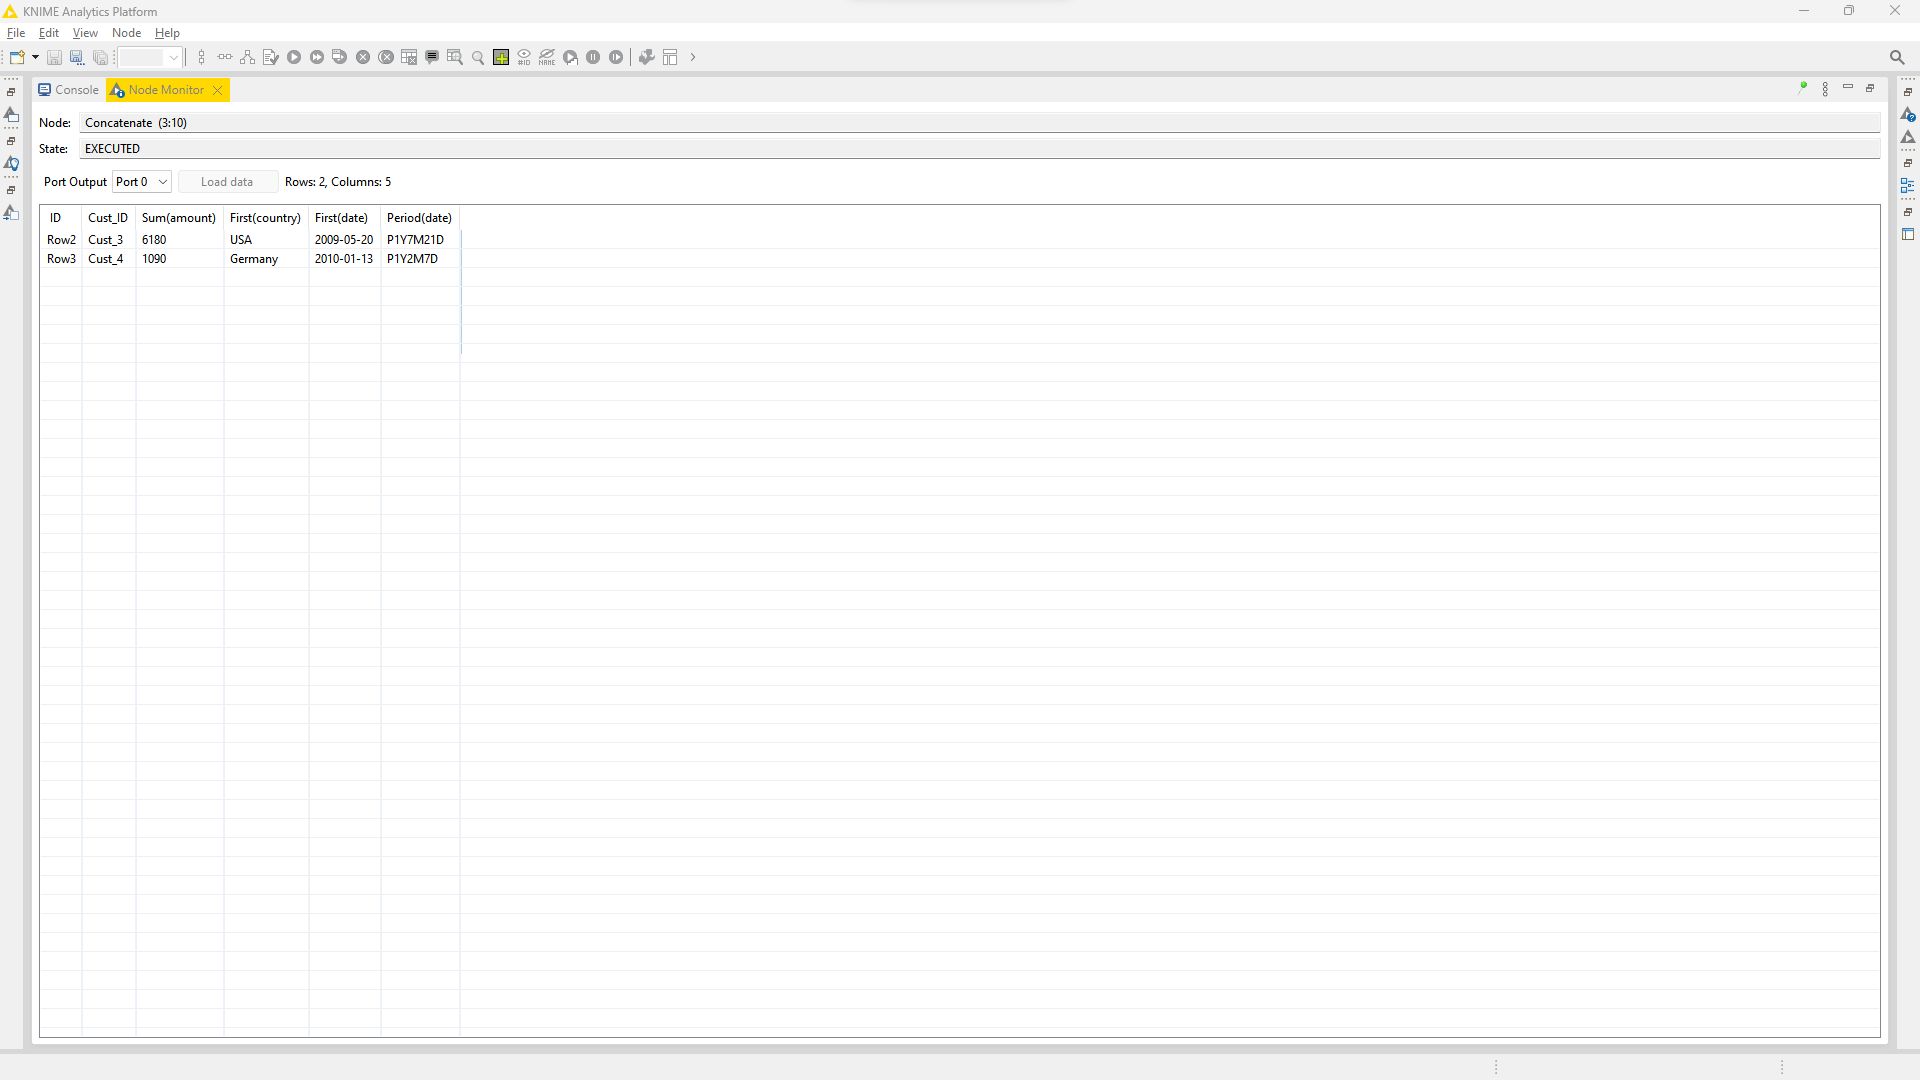 KNIME Analytics Platform
File Edit View Node Help
Console Node Monitor
Node: Concatenate (3:10)
State: EXECUTED
Port Output Port 0 Load data Rows: 2, Columns: 5
ID Cust_ID Sum(amount) First(country) First(date) Period(date)
Row2 Cust_3 6180 USA 2009-05-20 P1Y7M21D
Row3 Cust_4 1090 Germany 2010-01-13 P1Y2M7D